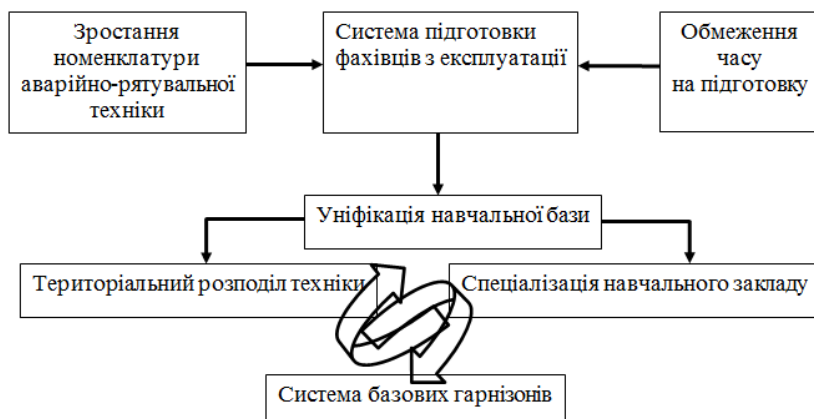 Зростання
номенклатури
аварійно-рятувальної
техніки
Система підготовки
фахівців з експлуатації
Обмеження
часу
на підготовку
Уніфікація навчальної бази
Територіальний розподіл техніки
Спеціалізація навчального закладу
Система базових гарнізонів